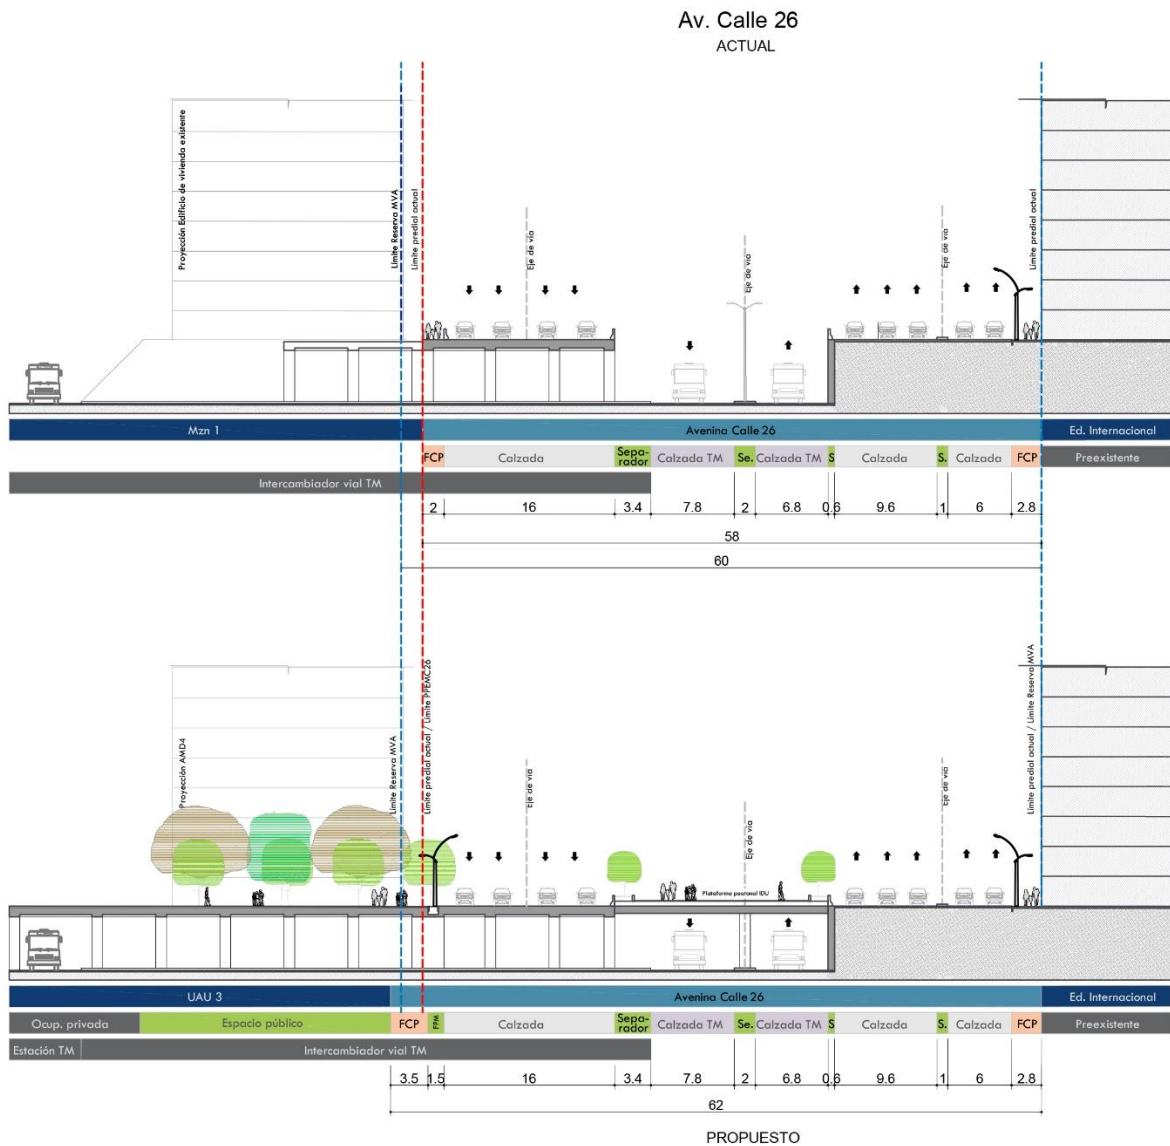 Av. Calle 26
ACTUAL
Proyección Edificio de vivienda existente
Límite Reserva MVA
Límite predial actual
Eje de vía
Eje de vía
Eje de vía
Límite predial actual
Mzn 1
Avenina Calle 26
Ed. Internacional
FCP
Calzada
Sepa-
rador
Calzada TM
Se.
Calzada TM
S
Calzada
S.
Calzada
FCP
Preexistente
Intercambiador vial TM
2
16
3.4
7.8
2
6.8
0.6
9.6
1
6
2.8
58
60
Proyección AMD4
Límite Reserva MVA
Límite predial actual / Límite PPEMC26
Eje de vía
Eje de vía
Eje de vía
Límite predial actual / Límite Reserva MVA
Plataforma peatonal IDU
UAU 3
Avenina Calle 26
Ed. Internacional
Ocup. privada
Espacio público
FCP
FPM
Calzada
Sepa-
rador
Calzada TM
Se.
Calzada TM
S
Calzada
S.
Calzada
FCP
Preexistente
Estación TM
Intercambiador vial TM
3.5
1.5
16
3.4
7.8
2
6.8
0.6
9.6
1
6
2.8
62
PROPUESTO